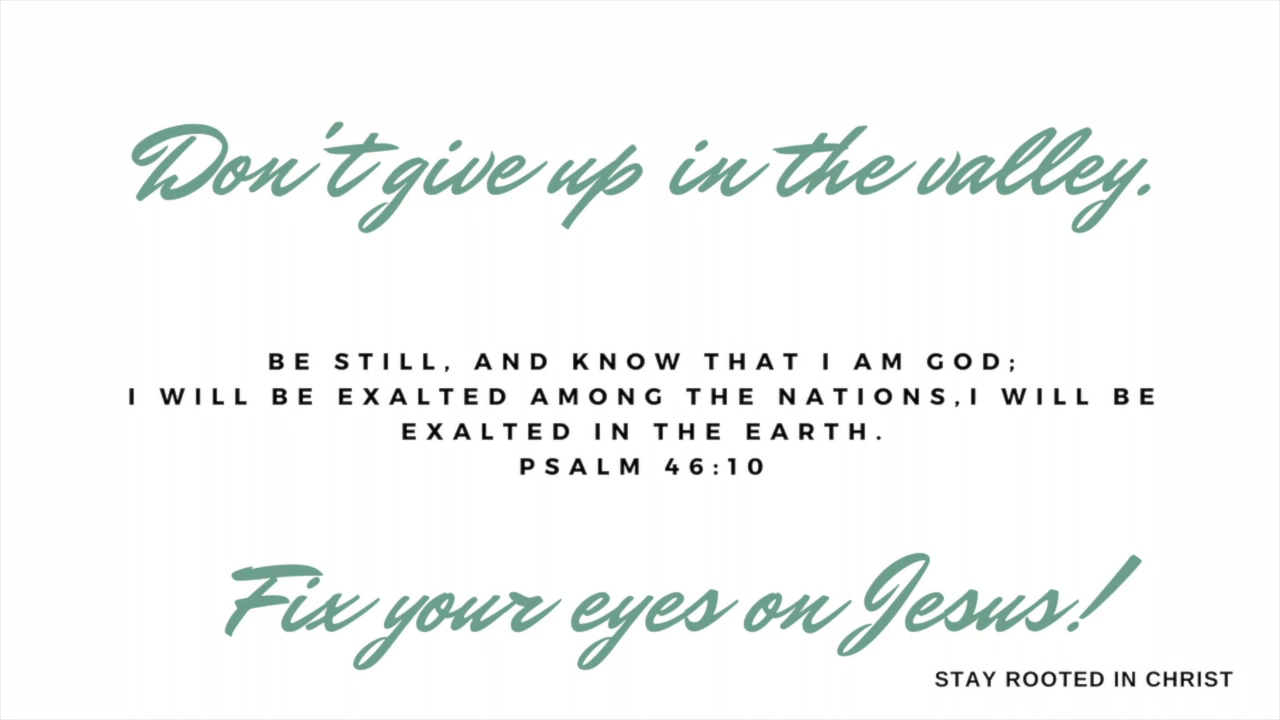 Don't give up in the valley.
BE STILL, AND KNOW THAT I AM GOD;
I WILL BE EXALTED AMONG THE NATIONS,I WILL BE
EXALTED IN THE EARTH.
PSALM 46:10
Fix your eyes on Jesus!
STAY ROOTED IN CHRIST